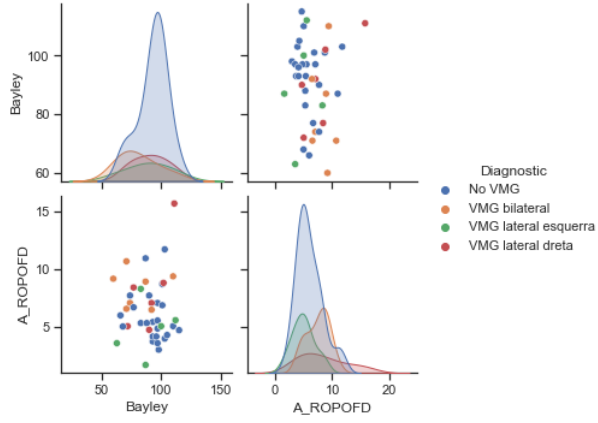 Bayley
100
80
60
Diagnostic
No VMG
VMG bilateral
VMG lateral esquerra
VMG lateral dreta
A_ROPOFD
15
10
5
50
100
150
Bayley
0
10
20
A_ROPOFD